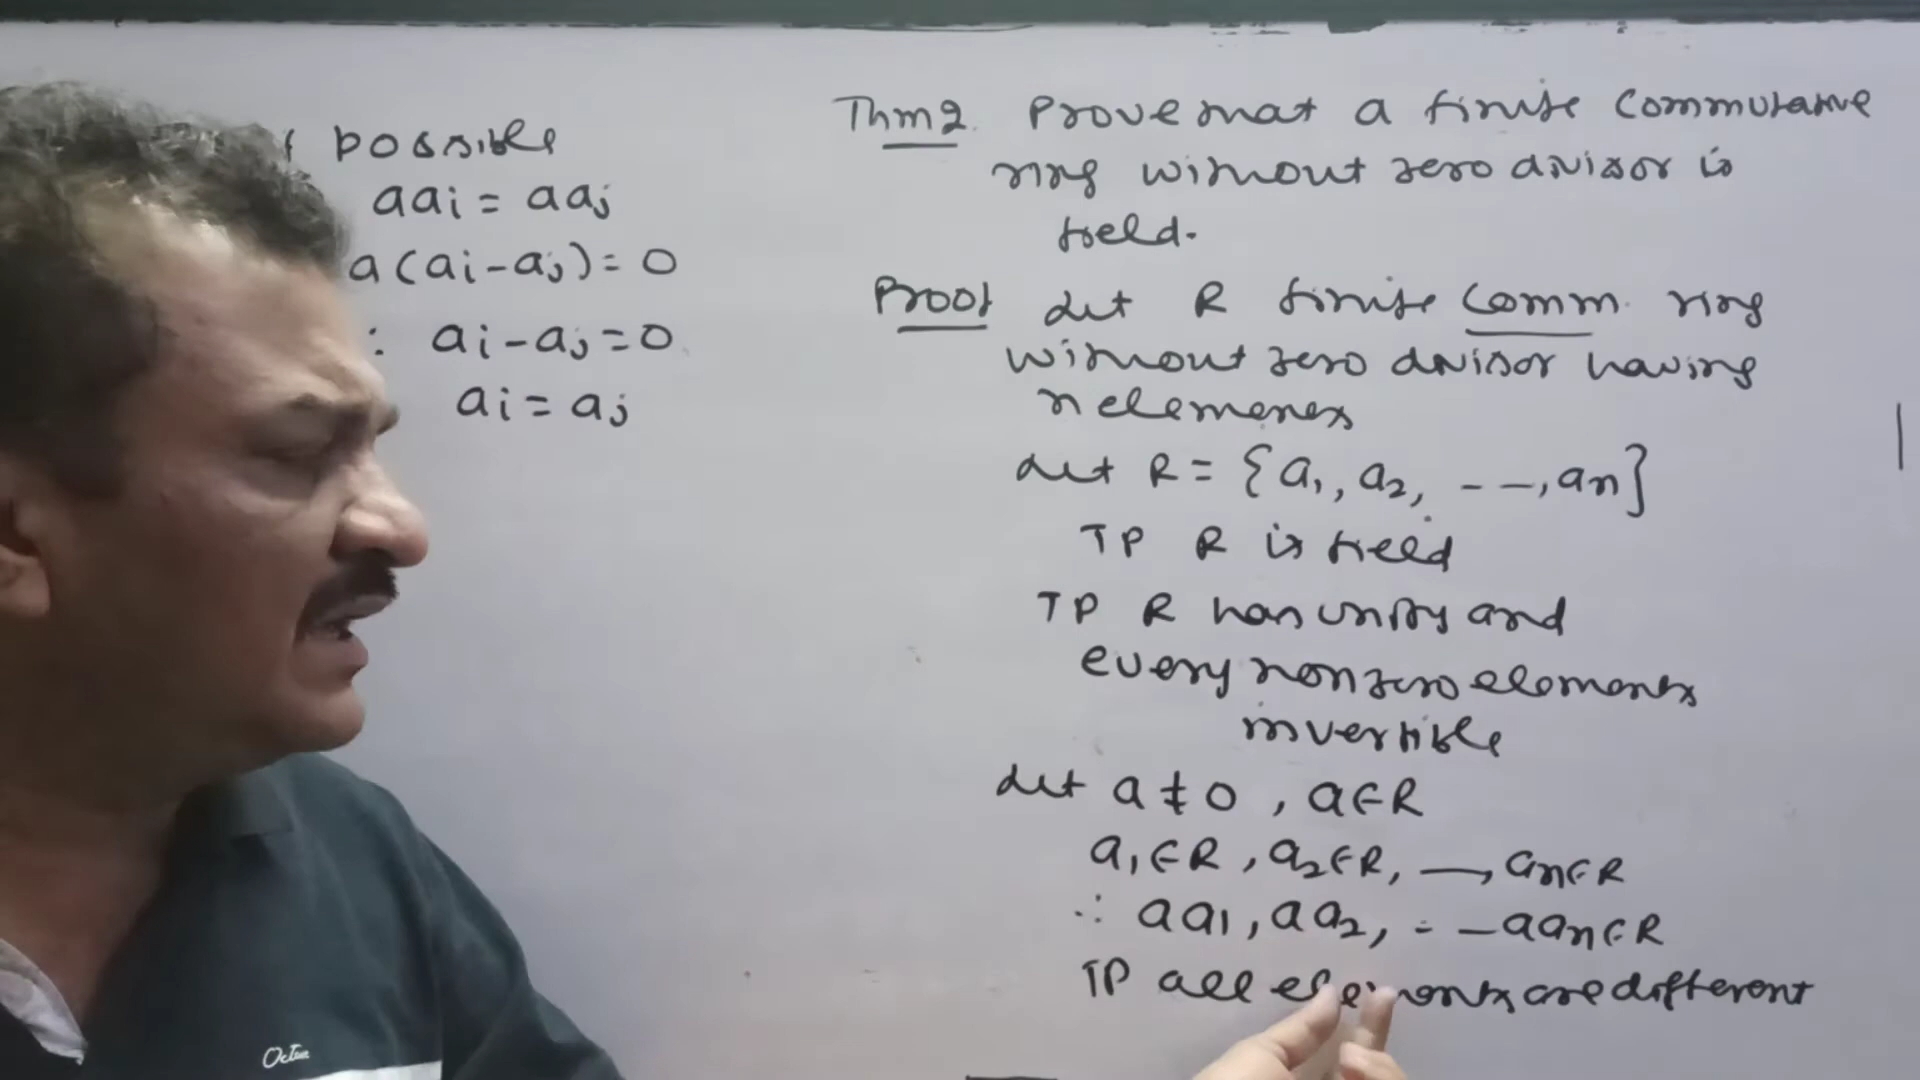 Thm 2. Prove that a finite commutative
ring without zero divisor is
field.
Proof Let R finite comm. ring
without zero divisor having
n elements
Let R = {a₁, a₂, - - -, an}
TP R is field
TP R has unity and
every nonzero elements
invertible
Let a ≠ 0 , a∈R
a₁∈R , a₂∈R, — an∈R
∴ aa₁, aa₂, - - aan∈R
TP all elements are different
possible
aai = aaj
a(ai-aj) = 0
: ai-aj = 0
ai = aj
Octave